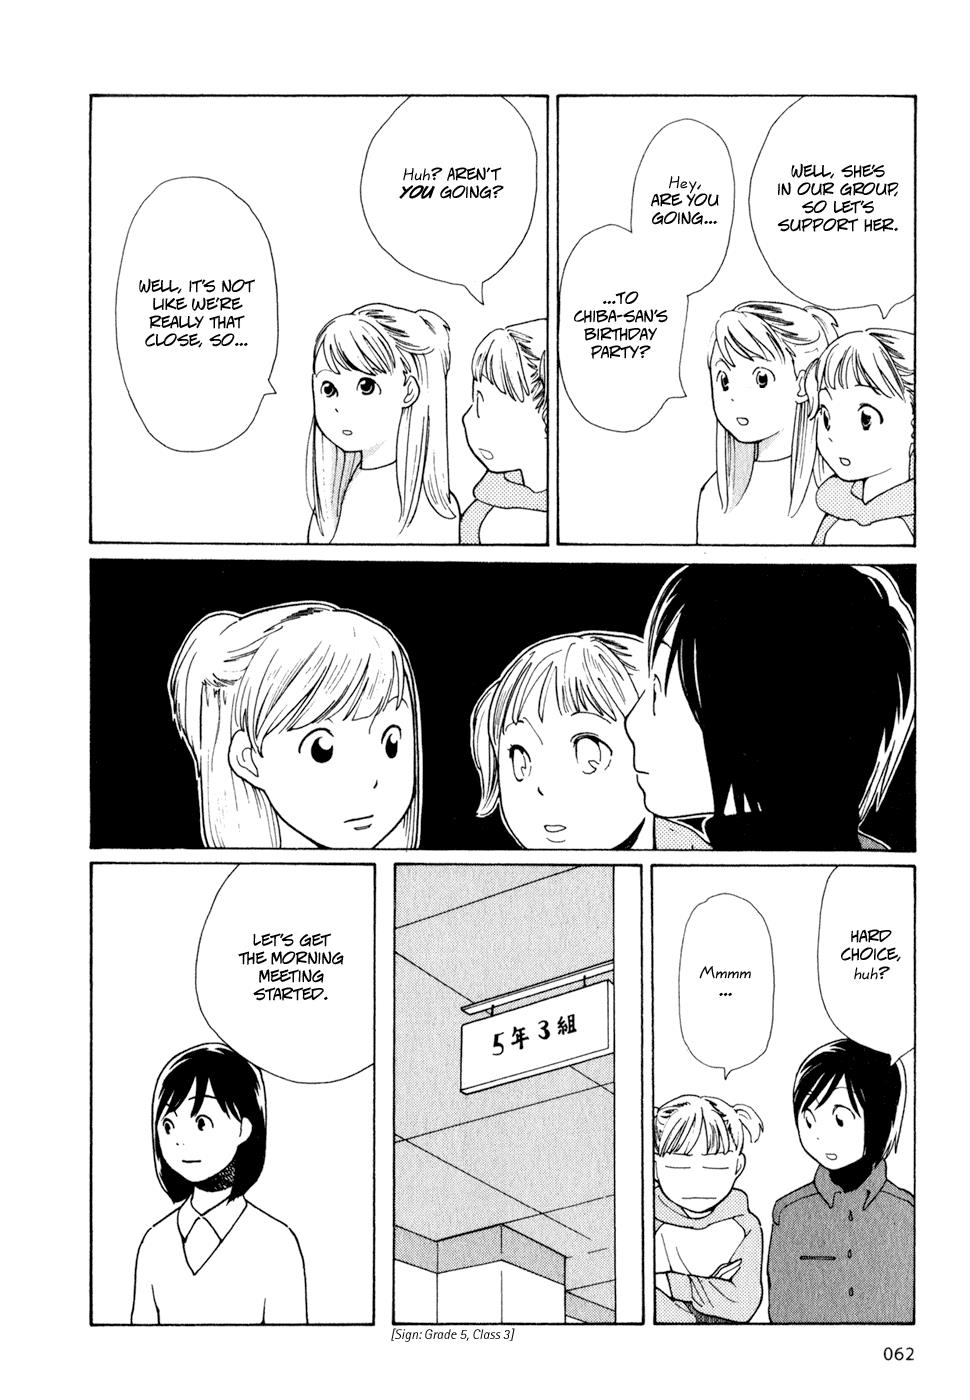 WELL, SHE'S
IN OUR GROUP,
SO LET'S
SUPPORT HER.
Hey,
ARE YOU
GOING...
...TO
CHIBA-SAN'S
BIRTHDAY
PARTY?
Huh? AREN'T
YOU GOING?
WELL, IT'S NOT
LIKE WE'RE
REALLY THAT
CLOSE, SO...
HARD
CHOICE,
huh?
Mmmm
...
5年3組
[Sign: Grade 5, Class 3]
LET'S GET
THE MORNING
MEETING
STARTED.
062